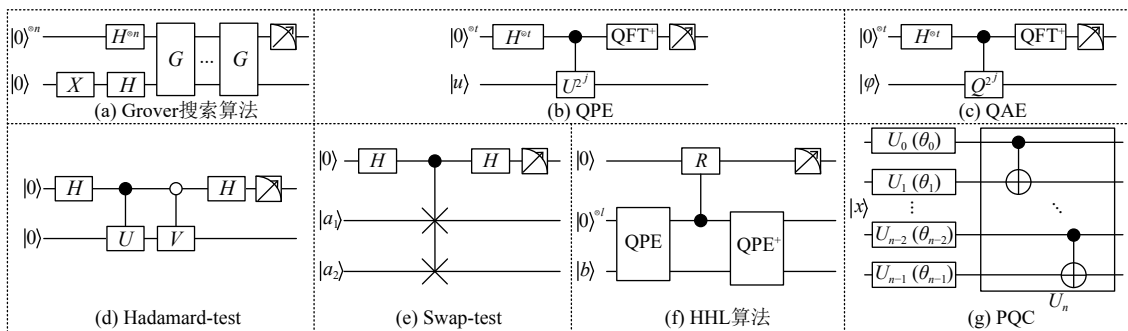 |0⟩⊗n H⊗n G ... G
|0⟩ X H
(a) Grover搜索算法
|0⟩⊗t H⊗t QFT+
|u⟩ U2j
(b) QPE
|0⟩⊗t H⊗t QFT+
|φ⟩ Q2j
(c) QAE
|0⟩ H H
|0⟩ U V
(d) Hadamard-test
|0⟩ H H
|a1⟩
|a2⟩
(e) Swap-test
|0⟩ R
|0⟩⊗l QPE QPE+
|b⟩
(f) HHL算法
U0 (θ0)
U1 (θ1)
|x⟩ ⋮ ⋱
Un−2 (θn−2)
Un−1 (θn−1)
Un
(g) PQC